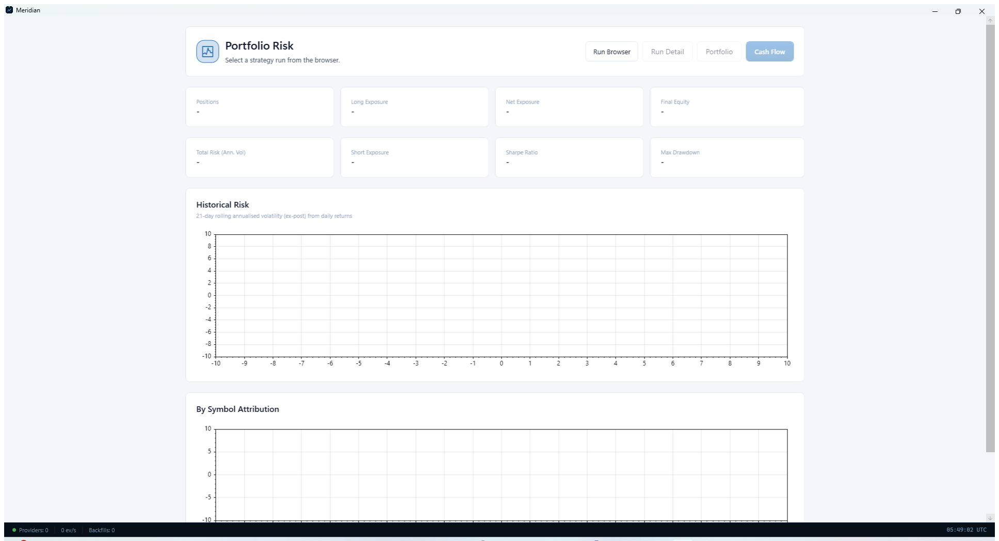 Meridian
Portfolio Risk
Select a strategy run from the browser.
Run Browser
Run Detail
Portfolio
Cash Flow
Positions
-
Long Exposure
-
Net Exposure
-
Final Equity
-
Total Risk (Ann. Vol)
-
Short Exposure
-
Sharpe Ratio
-
Max Drawdown
-
Historical Risk
21-day rolling annualised volatility (ex-post) from daily returns
10
8
6
4
2
0
-2
-4
-6
-8
-10
-10 -9 -8 -7 -6 -5 -4 -3 -2 -1 0 1 2 3 4 5 6 7 8 9 10
By Symbol Attribution
10
5
0
-5
-10
Providers: 0
0 ev/s
Backfills: 0
05:49:02 UTC